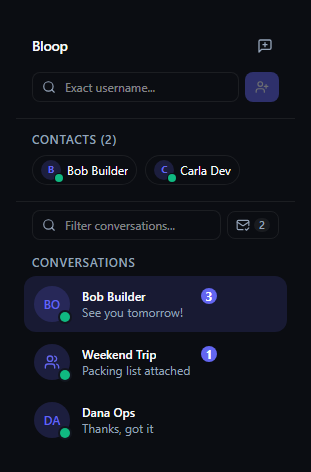 Bloop
Exact username...
CONTACTS (2)
B Bob Builder C Carla Dev
Filter conversations... 2
CONVERSATIONS
BO Bob Builder 3
See you tomorrow!
Weekend Trip 1
Packing list attached
DA Dana Ops
Thanks, got it